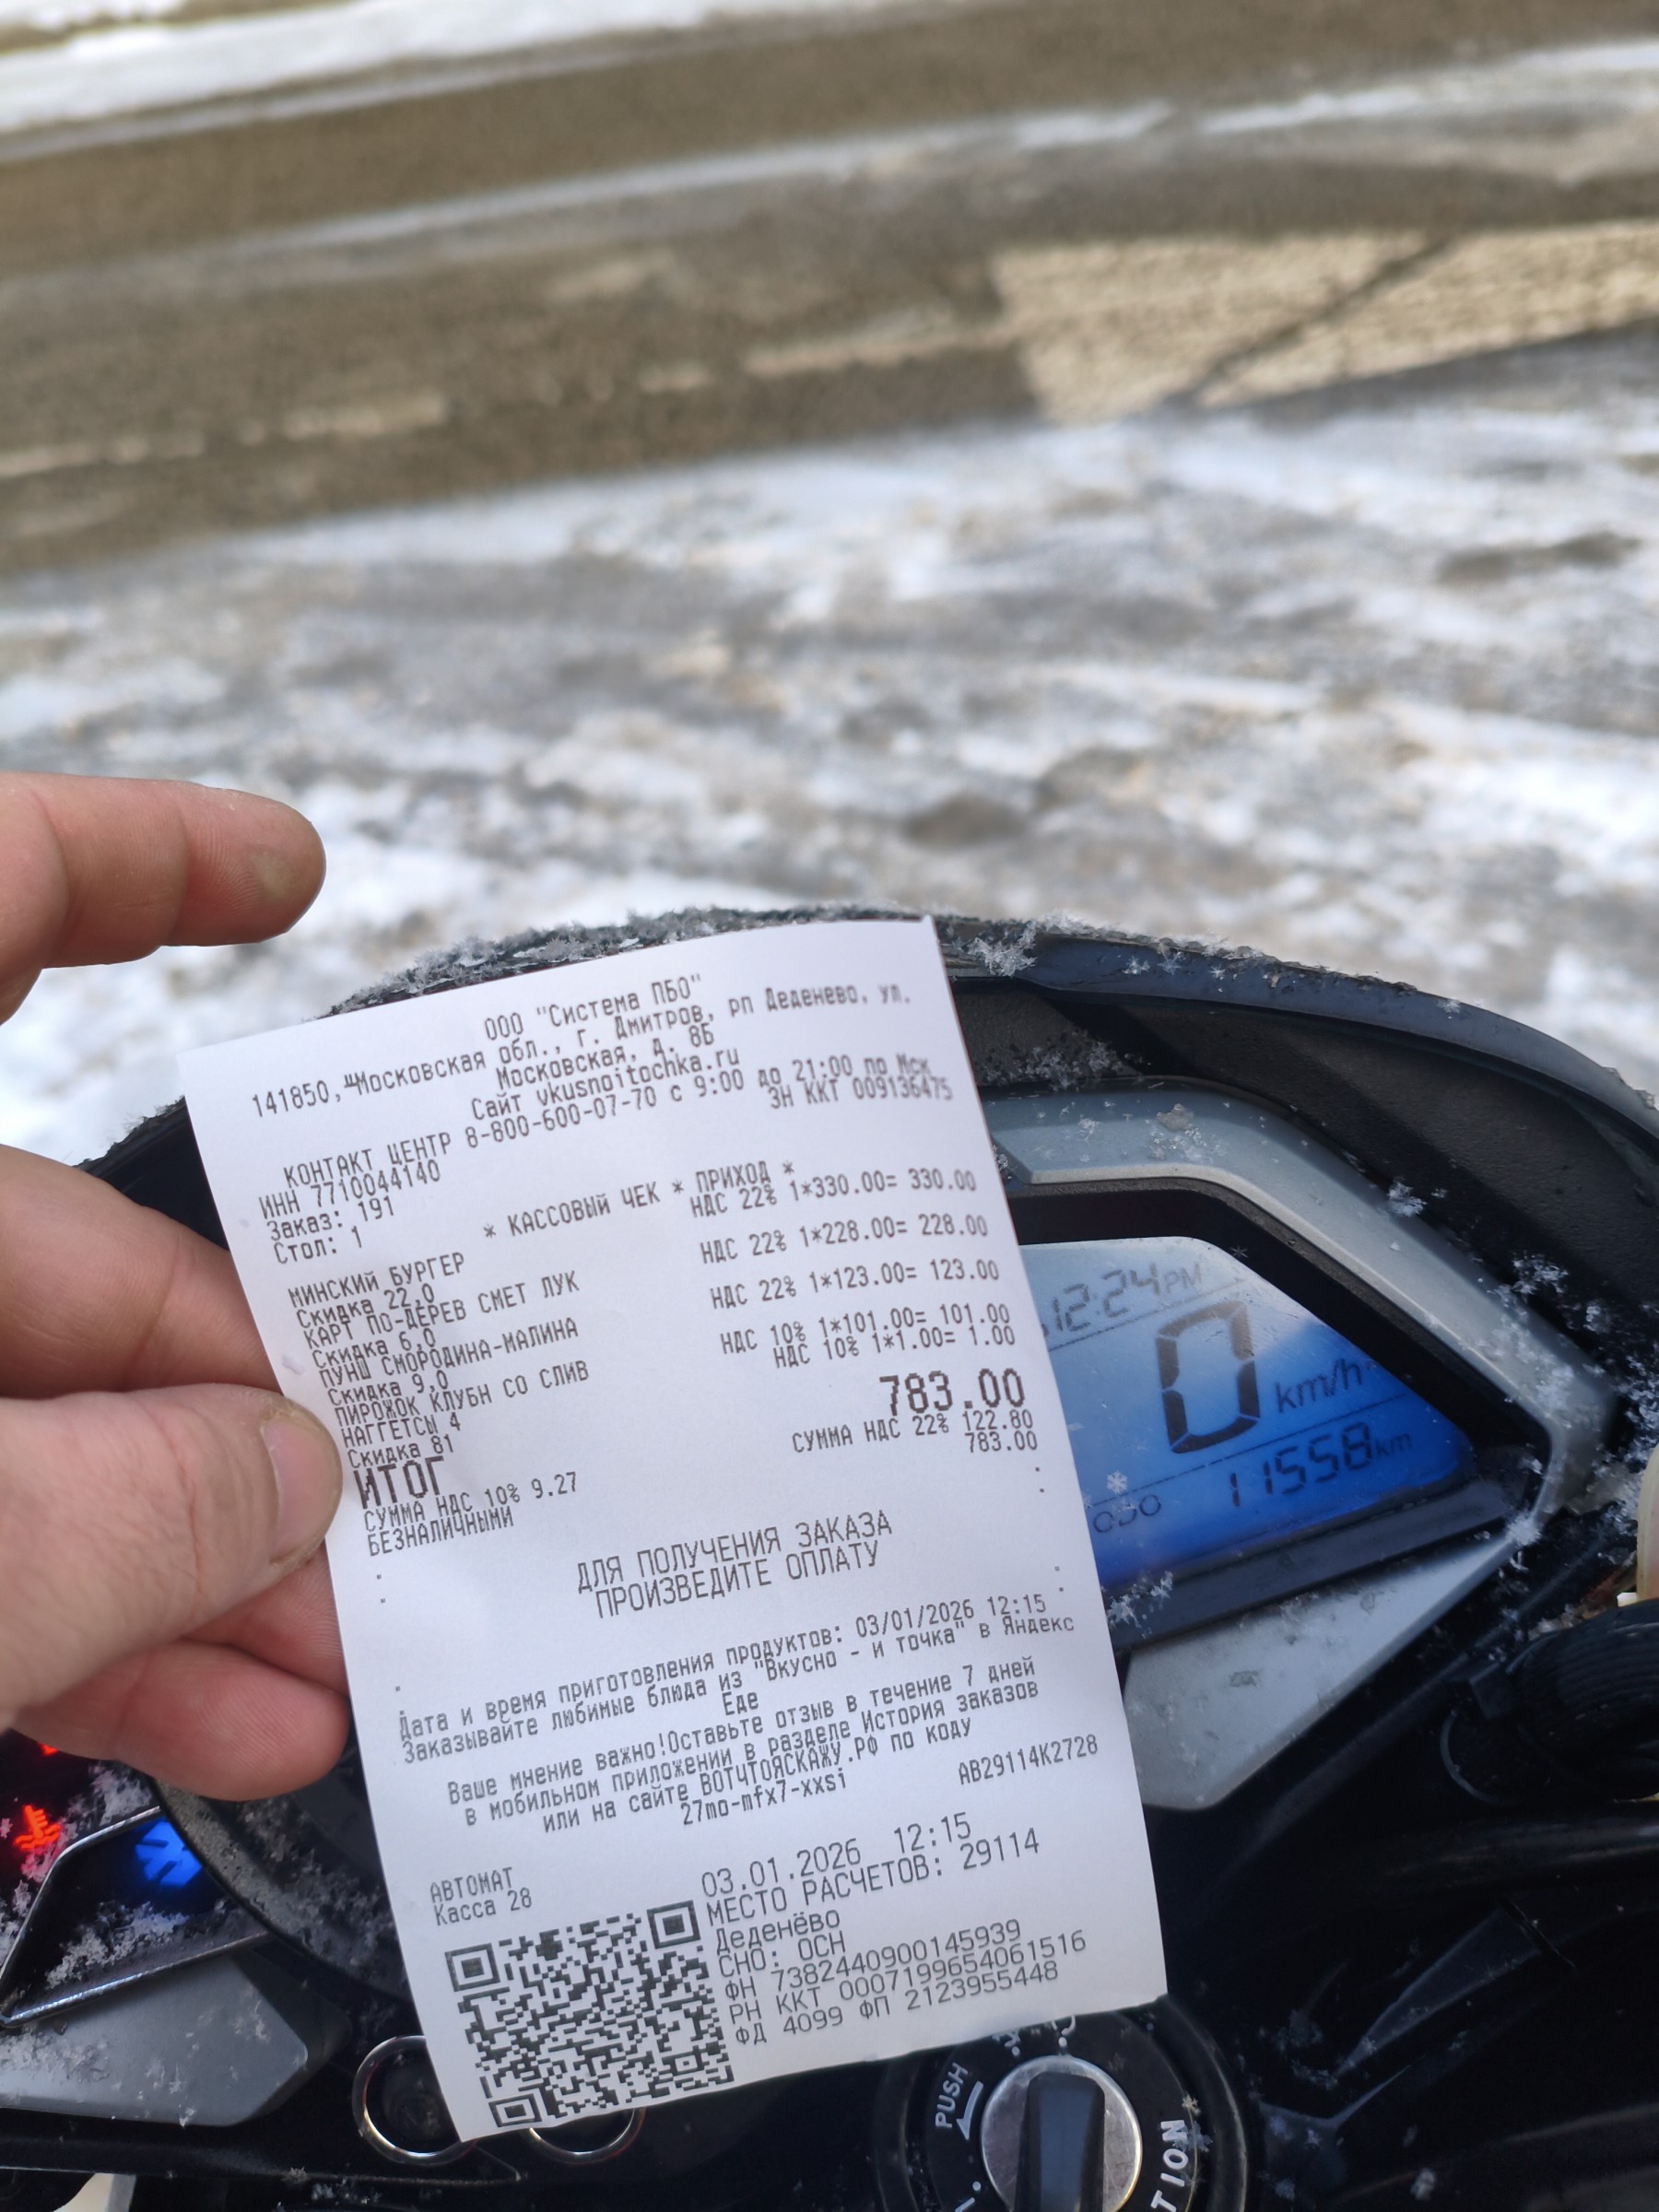 ООО "Система ПБО"
141850, Московская обл., г. Дмитров, рп Деденево, ул.
Московская, д. 8Б
Сайт vkusnoitochka.ru
КОНТАКТ ЦЕНТР 8-800-600-07-70 с 9:00 до 21:00 по Мск
ИНН 7710044140 ЗН ККТ 009136475
Заказ: 191
Стол: 1
* КАССОВЫЙ ЧЕК * ПРИХОД *
МИНСКИЙ БУРГЕР НДС 22% 1*330.00= 330.00
Скидка 22,0
КАРТ ПО-ДЕРЕВ СМЕТ ЛУК НДС 22% 1*228.00= 228.00
Скидка 6,0
ПУНШ СМОРОДИНА-МАЛИНА НДС 22% 1*123.00= 123.00
Скидка 9,0
ПИРОЖОК КЛУБН СО СЛИВ НДС 10% 1*101.00= 101.00
НАГГЕТСЫ 4 НДС 10% 1*1.00= 1.00
Скидка 81
ИТОГ 783.00
СУММА НДС 10% 9.27 СУММА НДС 22% 122.80
БЕЗНАЛИЧНЫМИ 783.00
ДЛЯ ПОЛУЧЕНИЯ ЗАКАЗА
ПРОИЗВЕДИТЕ ОПЛАТУ
Дата и время приготовления продуктов: 03/01/2026 12:15
Заказывайте любимые блюда из "Вкусно - и точка" в Яндекс
Еде
Ваше мнение важно!Оставьте отзыв в течение 7 дней
в мобильном приложении в разделе История заказов
или на сайте ВОТЧТОЯСКАЖУ.РФ по коду
27mo-mfx7-xxsi
AB29114K2728
АВТОМАТ
Касса 28
03.01.2026 12:15
МЕСТО РАСЧЕТОВ: 29114
Деденёво
СНО: ОСН
ФН 7382440900145939
РН ККТ 0007199654061516
ФД 4099 ФП 2123955448
12:24 PM
0 km/h
ODO 11558 km
PUSH